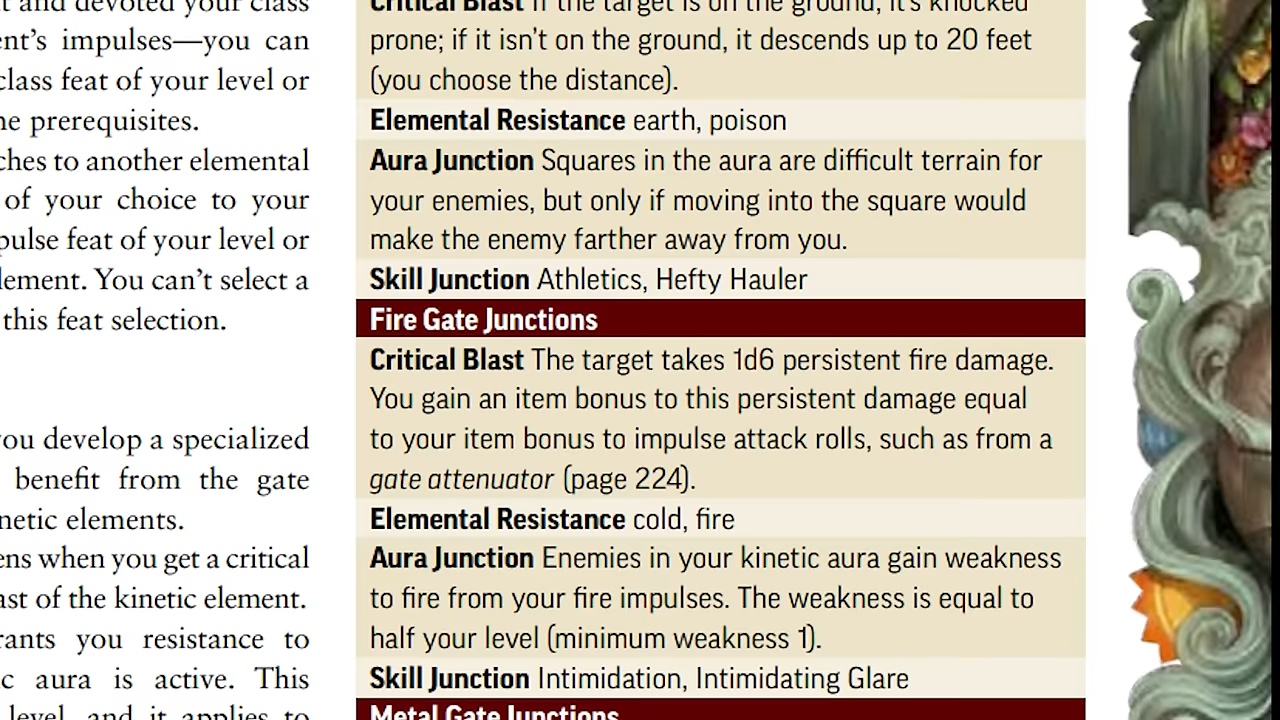 and devoted your class
ent's impulses—you can
class feat of your level or
prerequisites.
ches to another elemental
of your choice to your
pulse feat of your level or
lement. You can't select a
this feat selection.
you develop a specialized
benefit from the gate
netic elements.
ens when you get a critical
ast of the kinetic element.
rants you resistance to
c aura is active. This
level, and it applies to
Critical Blast If the target is on the ground, it's knocked
prone; if it isn't on the ground, it descends up to 20 feet
(you choose the distance).
Elemental Resistance earth, poison
Aura Junction Squares in the aura are difficult terrain for
your enemies, but only if moving into the square would
make the enemy farther away from you.
Skill Junction Athletics, Hefty Hauler
Fire Gate Junctions
Critical Blast The target takes 1d6 persistent fire damage.
You gain an item bonus to this persistent damage equal
to your item bonus to impulse attack rolls, such as from a
gate attenuator (page 224).
Elemental Resistance cold, fire
Aura Junction Enemies in your kinetic aura gain weakness
to fire from your fire impulses. The weakness is equal to
half your level (minimum weakness 1).
Skill Junction Intimidation, Intimidating Glare
Metal Gate Junctions